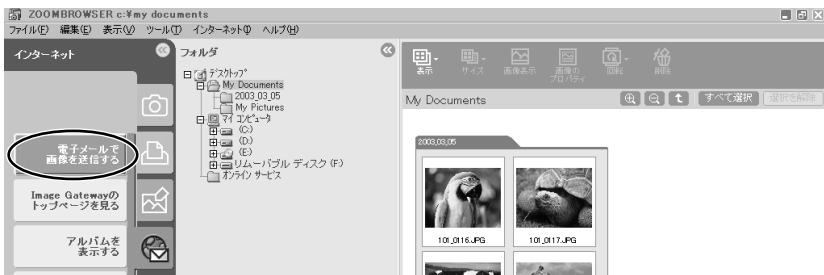 ZOOMBROWSER c:¥my documents
ファイル(F) 編集(E) 表示(V) ツール(T) インターネット(I) ヘルプ(H)
インターネット
電子メールで
画像を送信する
Image Gatewayの
トップページを見る
アルバムを
表示する
フォルダ
デスクトップ
My Documents
2003_03_05
My Pictures
マイ コンピュータ
(C:)
(D:)
(E:)
リムーバブル ディスク (F:)
オンライン サービス
表示
サイズ
画像表示
画像の
プロパティ
回転
削除
My Documents
すべて選択
選択を解除
2003_03_05
101_0116.JPG
101_0117.JPG